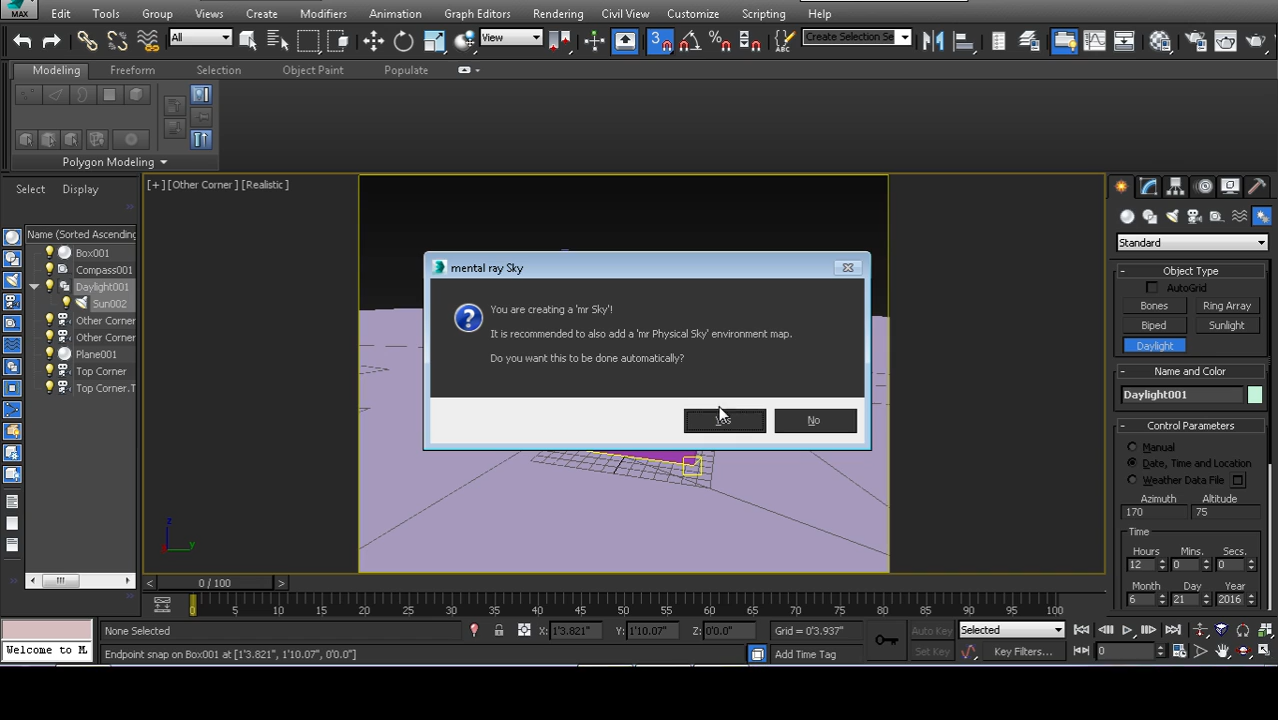 MAX
Edit Tools Group Views Create Modifiers Animation Graph Editors Rendering Civil View Customize Scripting Help
All View 3 Create Selection Se
Modeling Freeform Selection Object Paint Populate
Polygon Modeling
Select Display
[+] [Other Corner] [Realistic]
Name (Sorted Ascending
Box001
Compass001
Daylight001
Sun002
Other Corner
Other Corner
Plane001
Top Corner
Top Corner.T
mental ray Sky
You are creating a 'mr Sky'!
It is recommended to also add a 'mr Physical Sky' environment map.
Do you want this to be done automatically?
Yes No
z
y
x
Standard
- Object Type
AutoGrid
Bones Ring Array
Biped Sunlight
Daylight
- Name and Color
Daylight001
- Control Parameters
Manual
Date, Time and Location
Weather Data File
Azimuth Altitude
170 75
Time
Hours Mins. Secs.
12 0 0
Month Day Year
6 21 2016
< 0 / 100 >
0 5 10 15 20 25 30 35 40 45 50 55 60 65 70 75 80 85 90 95 100
None Selected X: 1'3.821" Y: 1'10.07" Z: 0'0.0" Grid = 0'3.937" Auto Key Selected
Welcome to M. Endpoint snap on Box001 at [1'3.821", 1'10.07", 0'0.0"] Add Time Tag Set Key Key Filters... 0